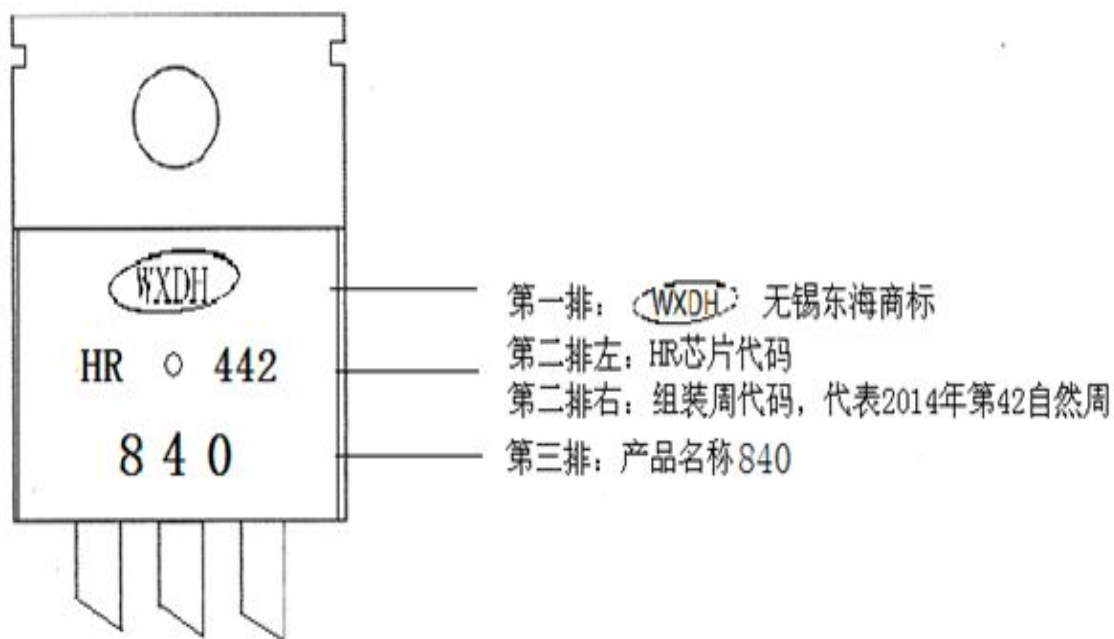 WXDH
HR 442
840
第一排： WXDH 无锡东海商标
第二排左：HR芯片代码
第二排右：组装周代码，代表2014年第42自然周
第三排：产品名称840